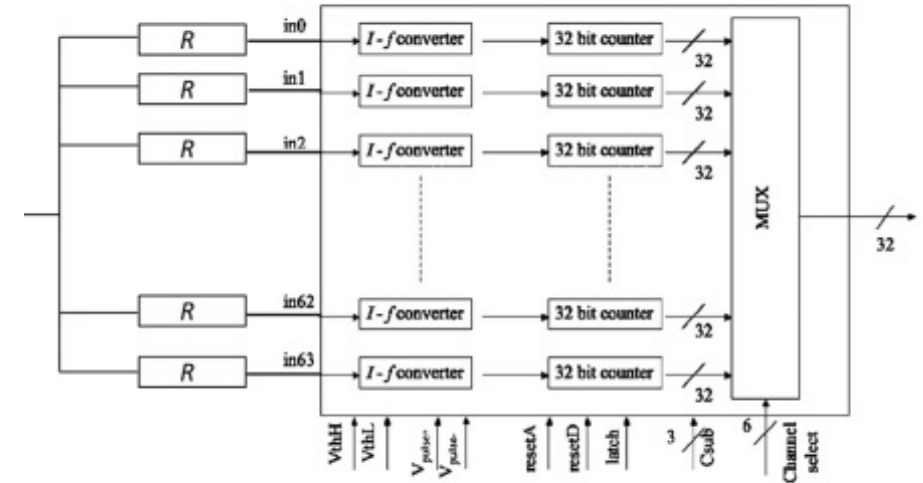 in0
R
I - f converter
32 bit counter
32
in1
R
I - f converter
32 bit counter
32
in2
R
I - f converter
32 bit counter
32
MUX
32
in62
R
I - f converter
32 bit counter
32
in63
R
I - f converter
32 bit counter
32
VthH
VthL
Vpulse+
Vpulse-
resetA
resetD
latch
3
Csub
6
Channel
select